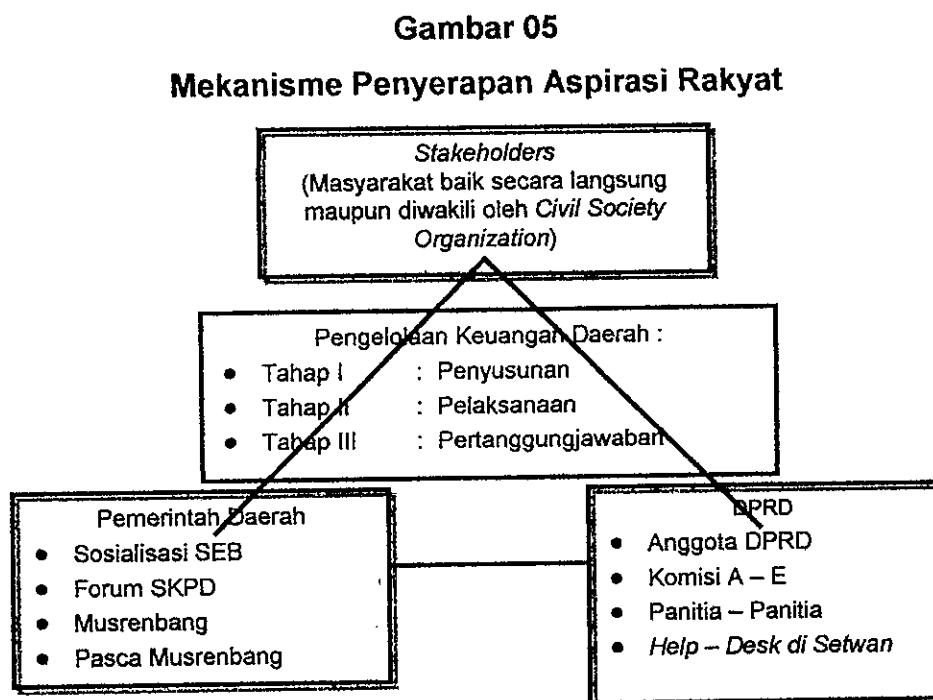 Gambar 05
Mekanisme Penyerapan Aspirasi Rakyat
Stakeholders
(Masyarakat baik secara langsung
maupun diwakili oleh Civil Society
Organization)
Pengelolaan Keuangan Daerah :
• Tahap I : Penyusunan
• Tahap II : Pelaksanaan
• Tahap III : Pertanggungjawaban
Pemerintah Daerah
• Sosialisasi SEB
• Forum SKPD
• Musrenbang
• Pasca Musrenbang
DPRD
• Anggota DPRD
• Komisi A – E
• Panitia – Panitia
• Help – Desk di Setwan